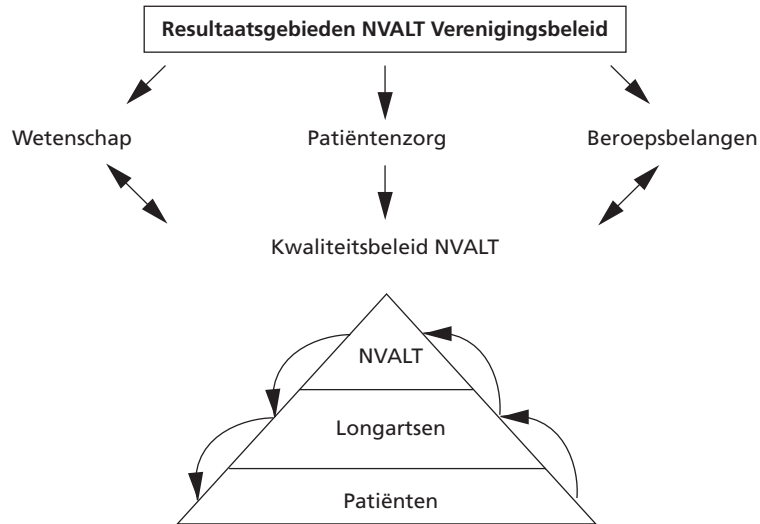 Resultaatsgebieden NVALT Verenigingsbeleid
Wetenschap Patiëntenzorg Beroepsbelangen
Kwaliteitsbeleid NVALT
NVALT
Longartsen
Patiënten